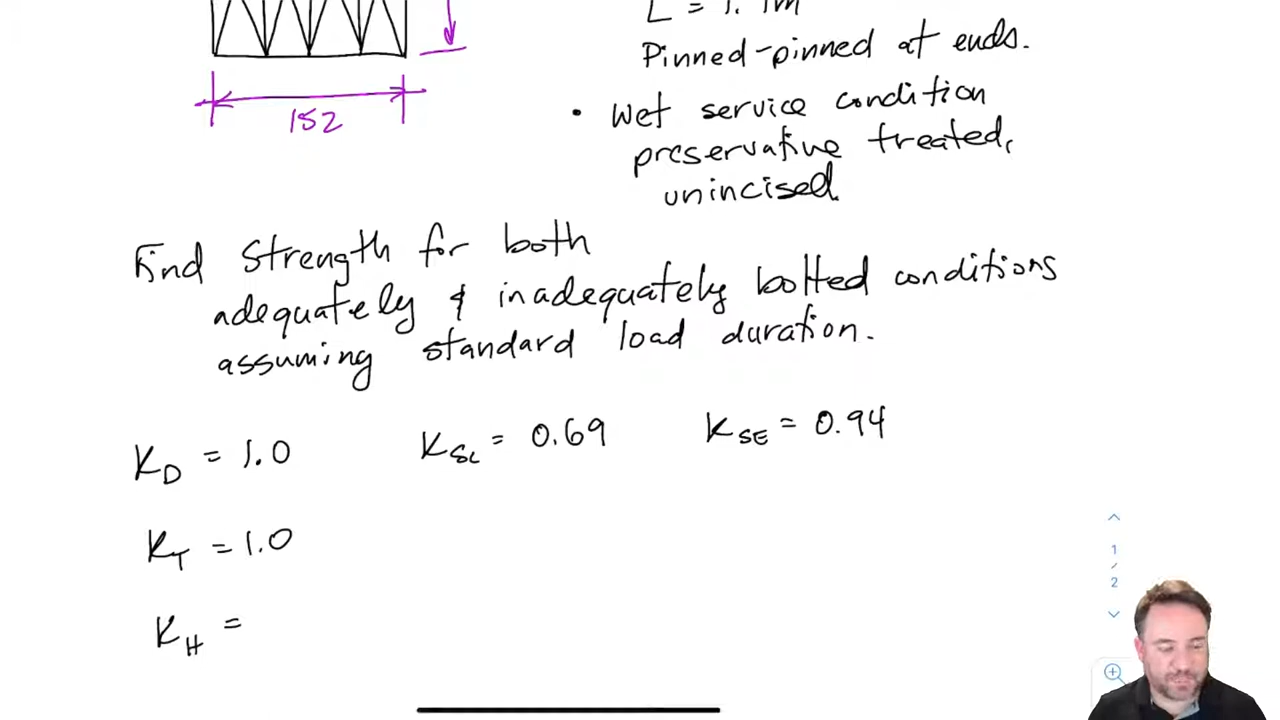 Pinned-pinned at ends.
152
• Wet service condition
preservative treated,
unincised.
Find strength for both
adequately & inadequately bolted conditions
assuming standard load duration.
K_D = 1.0 K_Sc = 0.69 K_SE = 0.94
K_T = 1.0
K_H =
1
/
2